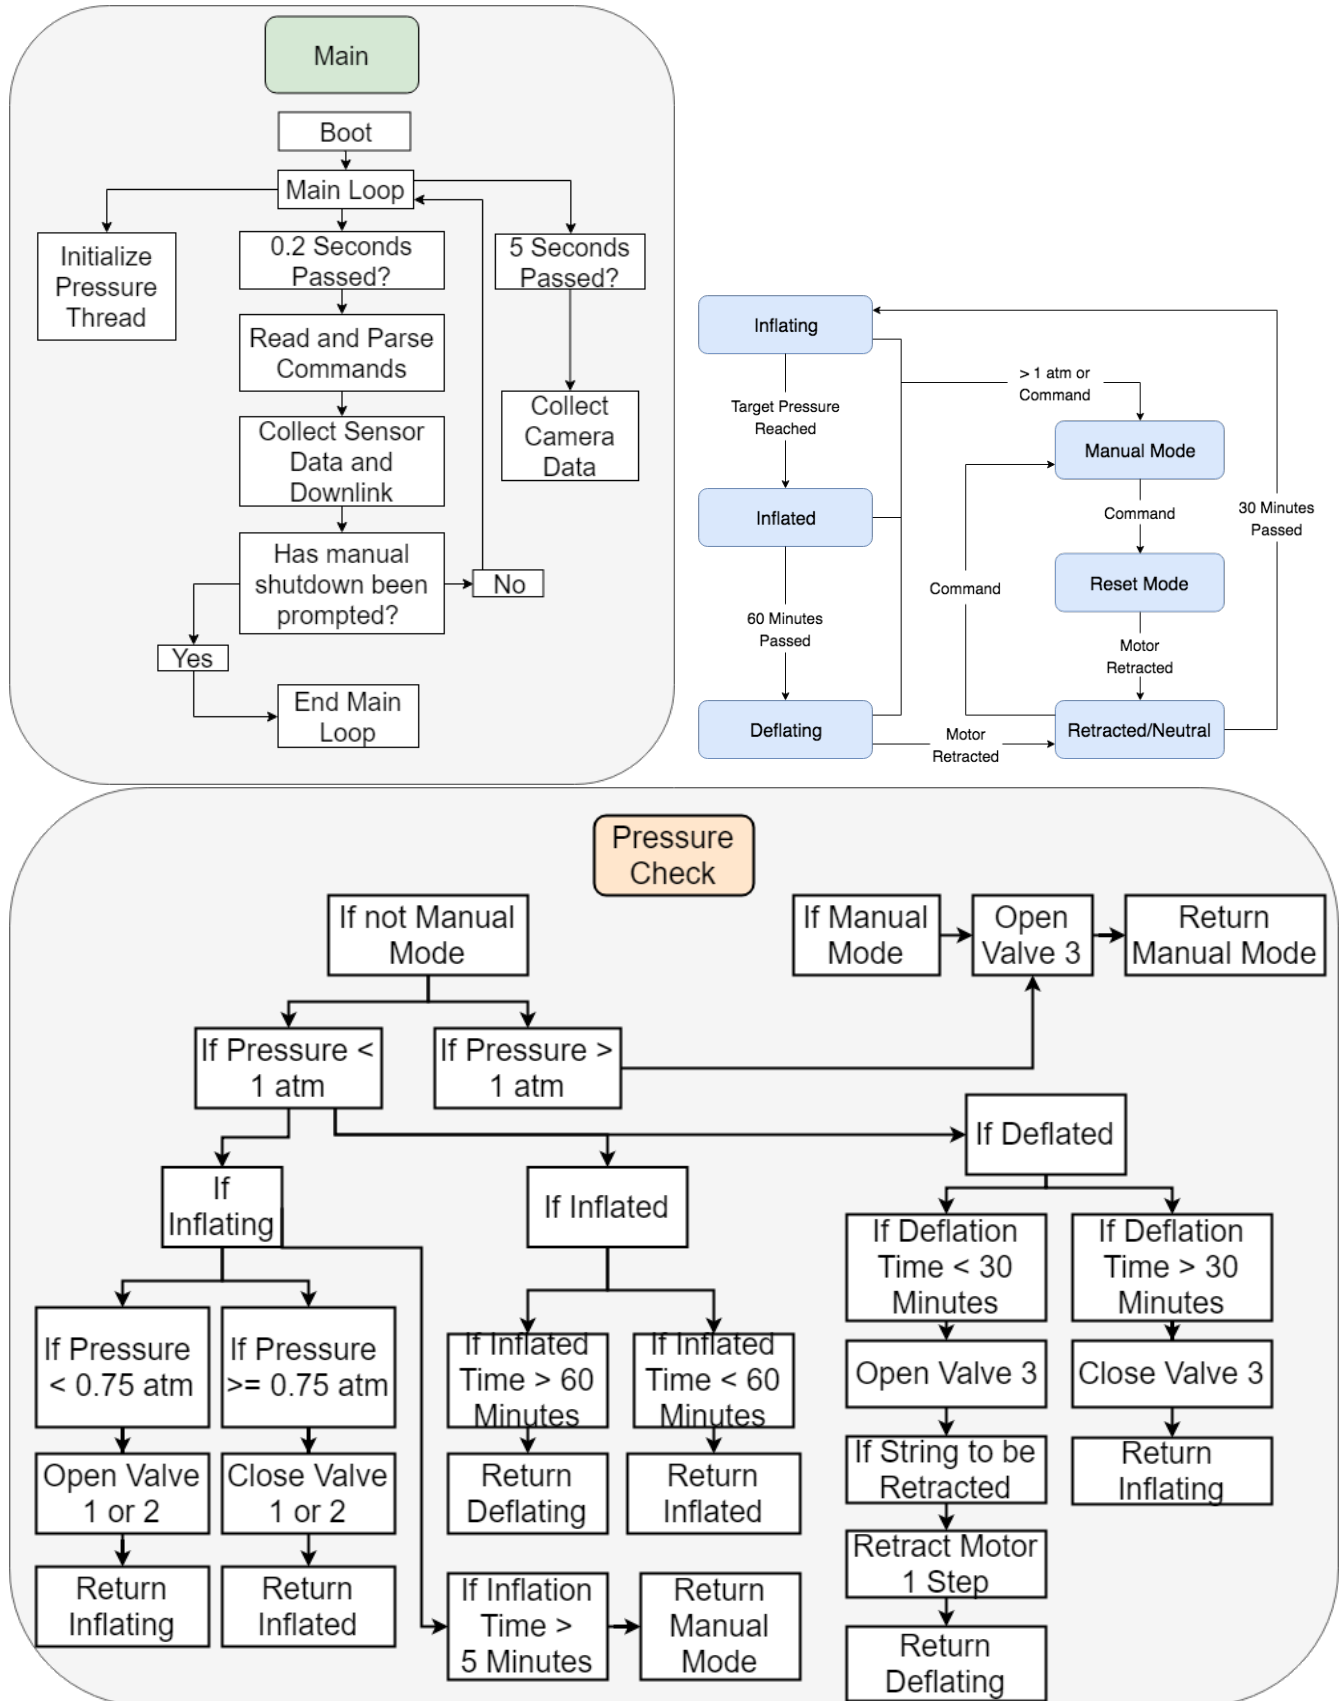 Main
Boot
Main Loop
Initialize
Pressure
Thread
0.2 Seconds
Passed?
5 Seconds
Passed?
Read and Parse
Commands
Collect Sensor
Data and
Downlink
Collect
Camera
Data
Has manual
shutdown been
prompted?
No
Yes
End Main
Loop
Inflating
> 1 atm or
Command
Target Pressure
Reached
Manual Mode
Command
30 Minutes
Passed
Inflated
Reset Mode
Command
60 Minutes
Passed
Motor
Retracted
Deflating
Motor
Retracted
Retracted/Neutral
Pressure
Check
If not Manual
Mode
If Manual
Mode
Open
Valve 3
Return
Manual Mode
If Pressure <
1 atm
If Pressure >
1 atm
If Deflated
If
Inflating
If Inflated
If Deflation
Time < 30
Minutes
If Deflation
Time > 30
Minutes
If Pressure
< 0.75 atm
If Pressure
>= 0.75 atm
If Inflated
Time > 60
Minutes
If Inflated
Time < 60
Minutes
Open Valve 3
Close Valve 3
Open Valve
1 or 2
Close Valve
1 or 2
Return
Deflating
Return
Inflated
If String to be
Retracted
Return
Inflating
Return
Inflating
Return
Inflated
If Inflation
Time >
5 Minutes
Return
Manual
Mode
Retract Motor
1 Step
Return
Deflating